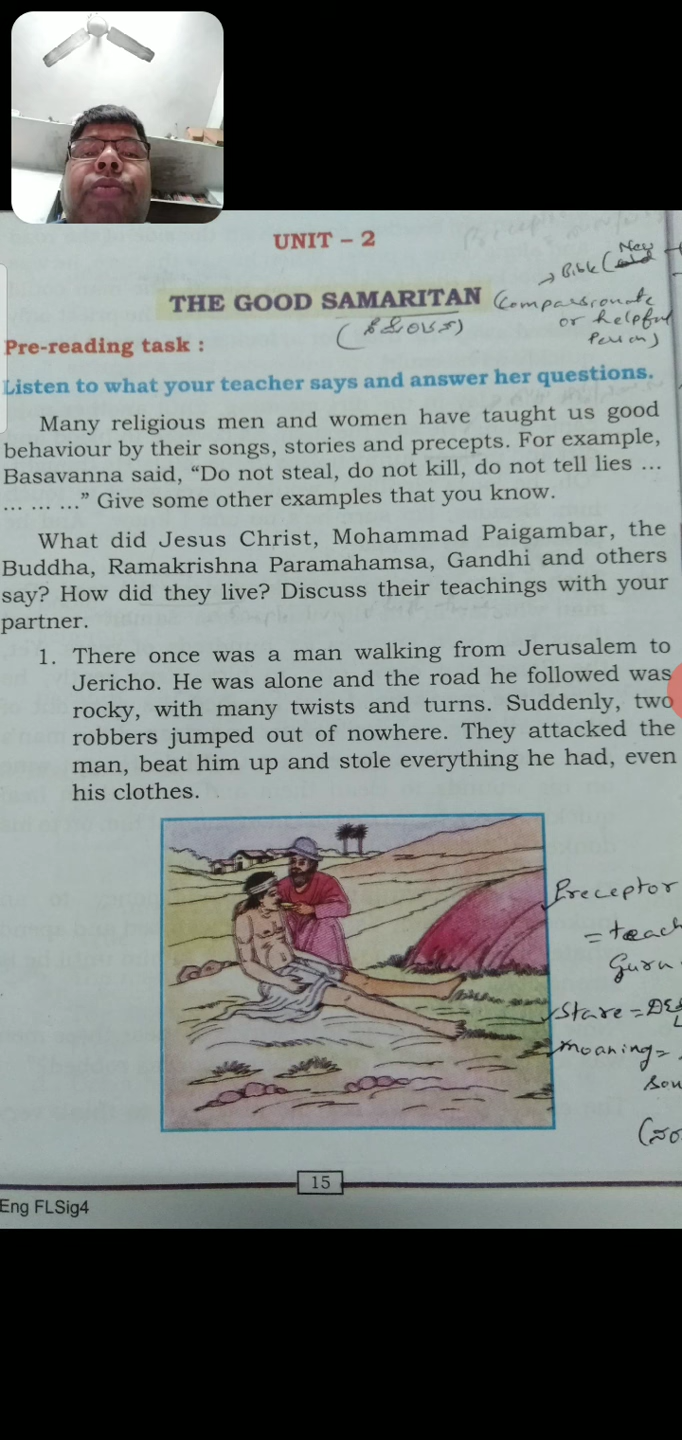 UNIT – 2
New
→ Bible (
THE GOOD SAMARITAN (Compassionate
or helpful
Person)
Pre-reading task :
Listen to what your teacher says and answer her questions.
Many religious men and women have taught us good
behaviour by their songs, stories and precepts. For example,
Basavanna said, “Do not steal, do not kill, do not tell lies ...
... ... ...” Give some other examples that you know.
What did Jesus Christ, Mohammad Paigambar, the
Buddha, Ramakrishna Paramahamsa, Gandhi and others
say? How did they live? Discuss their teachings with your
partner.
1. There once was a man walking from Jerusalem to
Jericho. He was alone and the road he followed was
rocky, with many twists and turns. Suddenly, two
robbers jumped out of nowhere. They attacked the
man, beat him up and stole everything he had, even
his clothes.
Preceptor
= teach
Guru
Stare =
Moaning =
Sou
15
Eng FLSig4